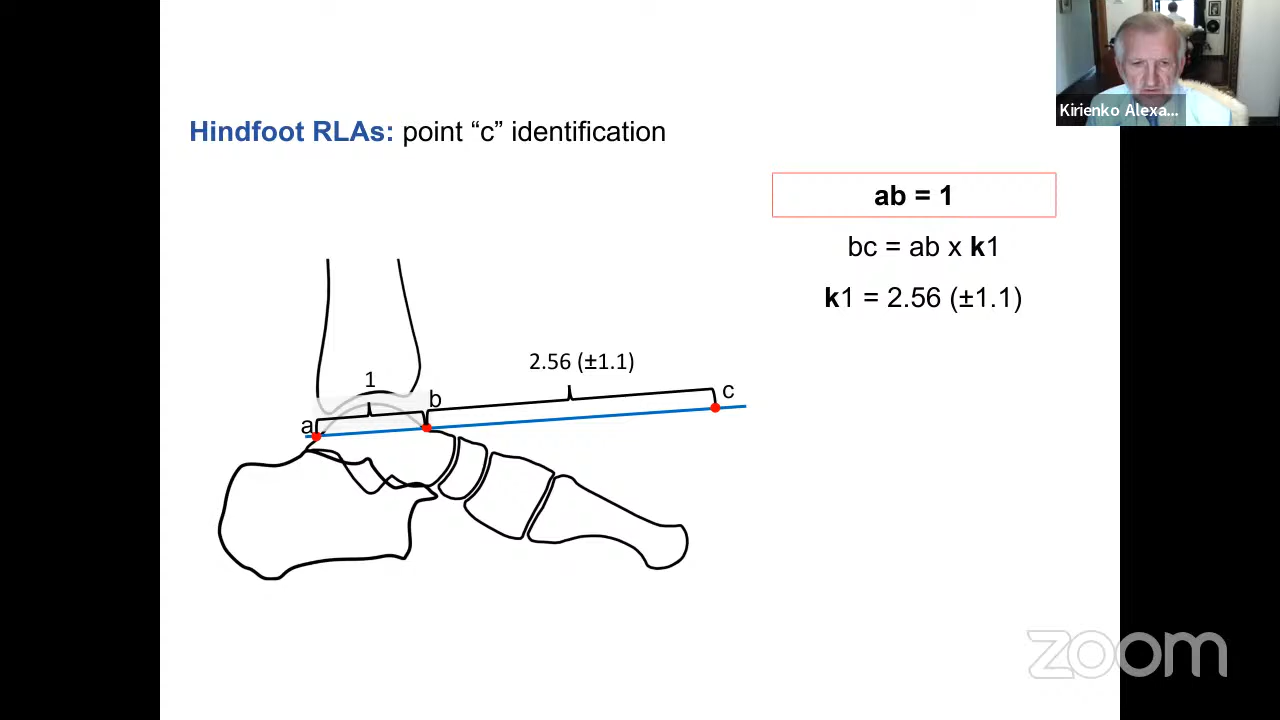 Kirienko Alexa...
Hindfoot RLAs: point “c” identification
ab = 1
bc = ab x k1
k1 = 2.56 (±1.1)
2.56 (±1.1)
1
a
b
c
zoom